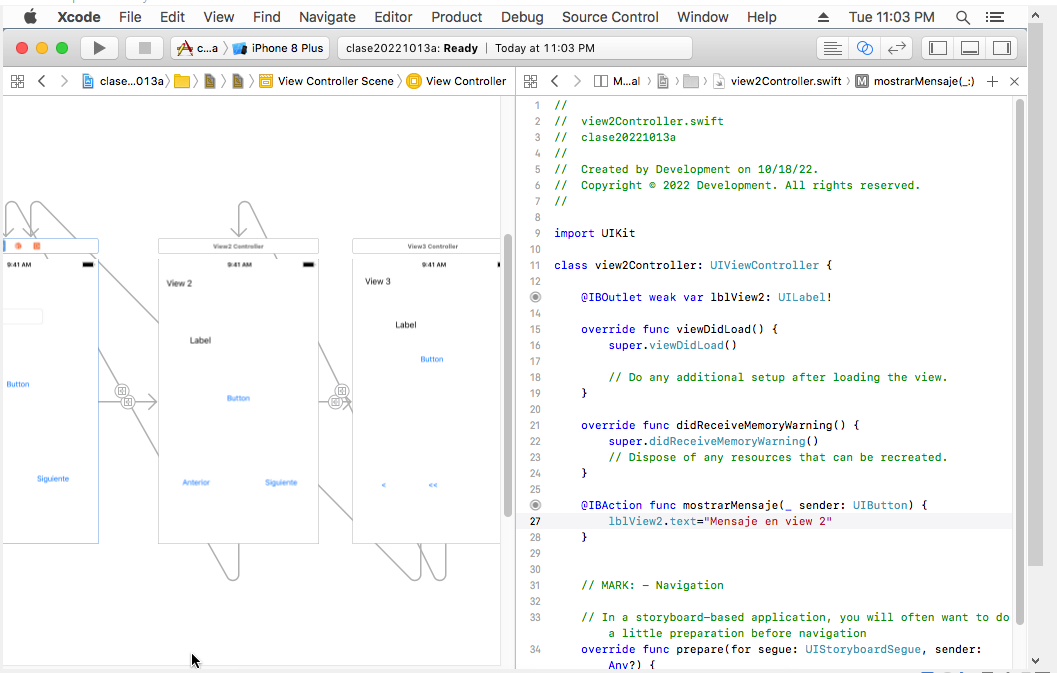 Xcode File Edit View Find Navigate Editor Product Debug Source Control Window Help Tue 11:03 PM
c...a 〉 iPhone 8 Plus clase20221013a: Ready | Today at 11:03 PM
clase...013a 〉 View Controller Scene 〉 View Controller
M...al 〉 view2Controller.swift 〉 M mostrarMensaje(_:)
View2 Controller View3 Controller
9:41 AM 9:41 AM 9:41 AM
View 2 View 3
Label
Label
Button
Button
Button
Siguiente
Anterior Siguiente < <<
1 //
2 // view2Controller.swift
3 // clase20221013a
4 //
5 // Created by Development on 10/18/22.
6 // Copyright © 2022 Development. All rights reserved.
7 //
8
9 import UIKit
10
11 class view2Controller: UIViewController {
12
@IBOutlet weak var lblView2: UILabel!
14
15 override func viewDidLoad() {
16 super.viewDidLoad()
17
18 // Do any additional setup after loading the view.
19 }
20
21 override func didReceiveMemoryWarning() {
22 super.didReceiveMemoryWarning()
23 // Dispose of any resources that can be recreated.
24 }
25
@IBAction func mostrarMensaje(_ sender: UIButton) {
27 lblView2.text="Mensaje en view 2"
28 }
29
30
31 // MARK: - Navigation
32
33 // In a storyboard-based application, you will often want to do
a little preparation before navigation
34 override func prepare(for segue: UIStoryboardSegue, sender:
Any?) {